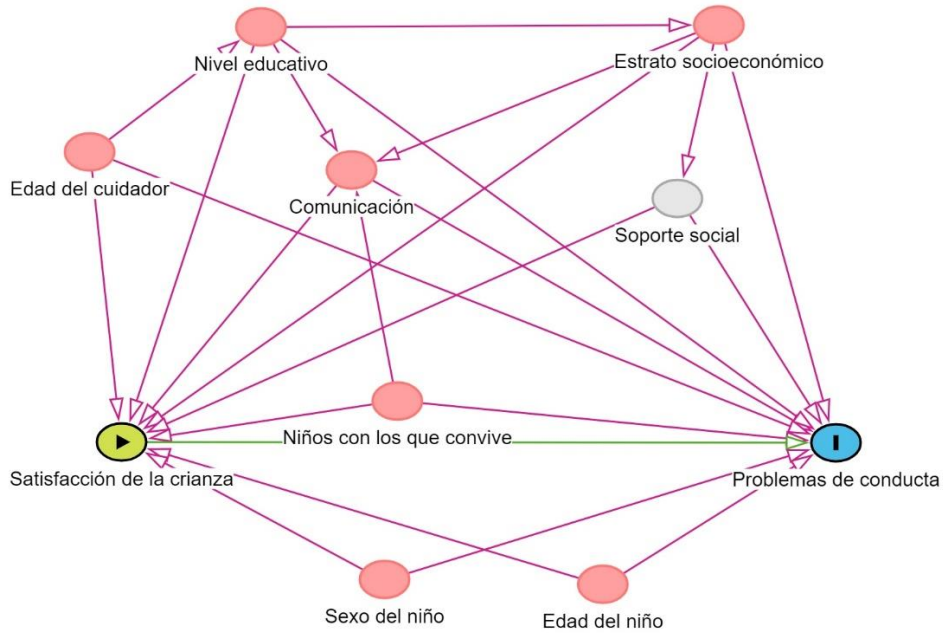 Nivel educativo
Estrato socioeconómico
Edad del cuidador
Comunicación
Soporte social
Niños con los que convive
Satisfacción de la crianza
Problemas de conducta
Sexo del niño
Edad del niño